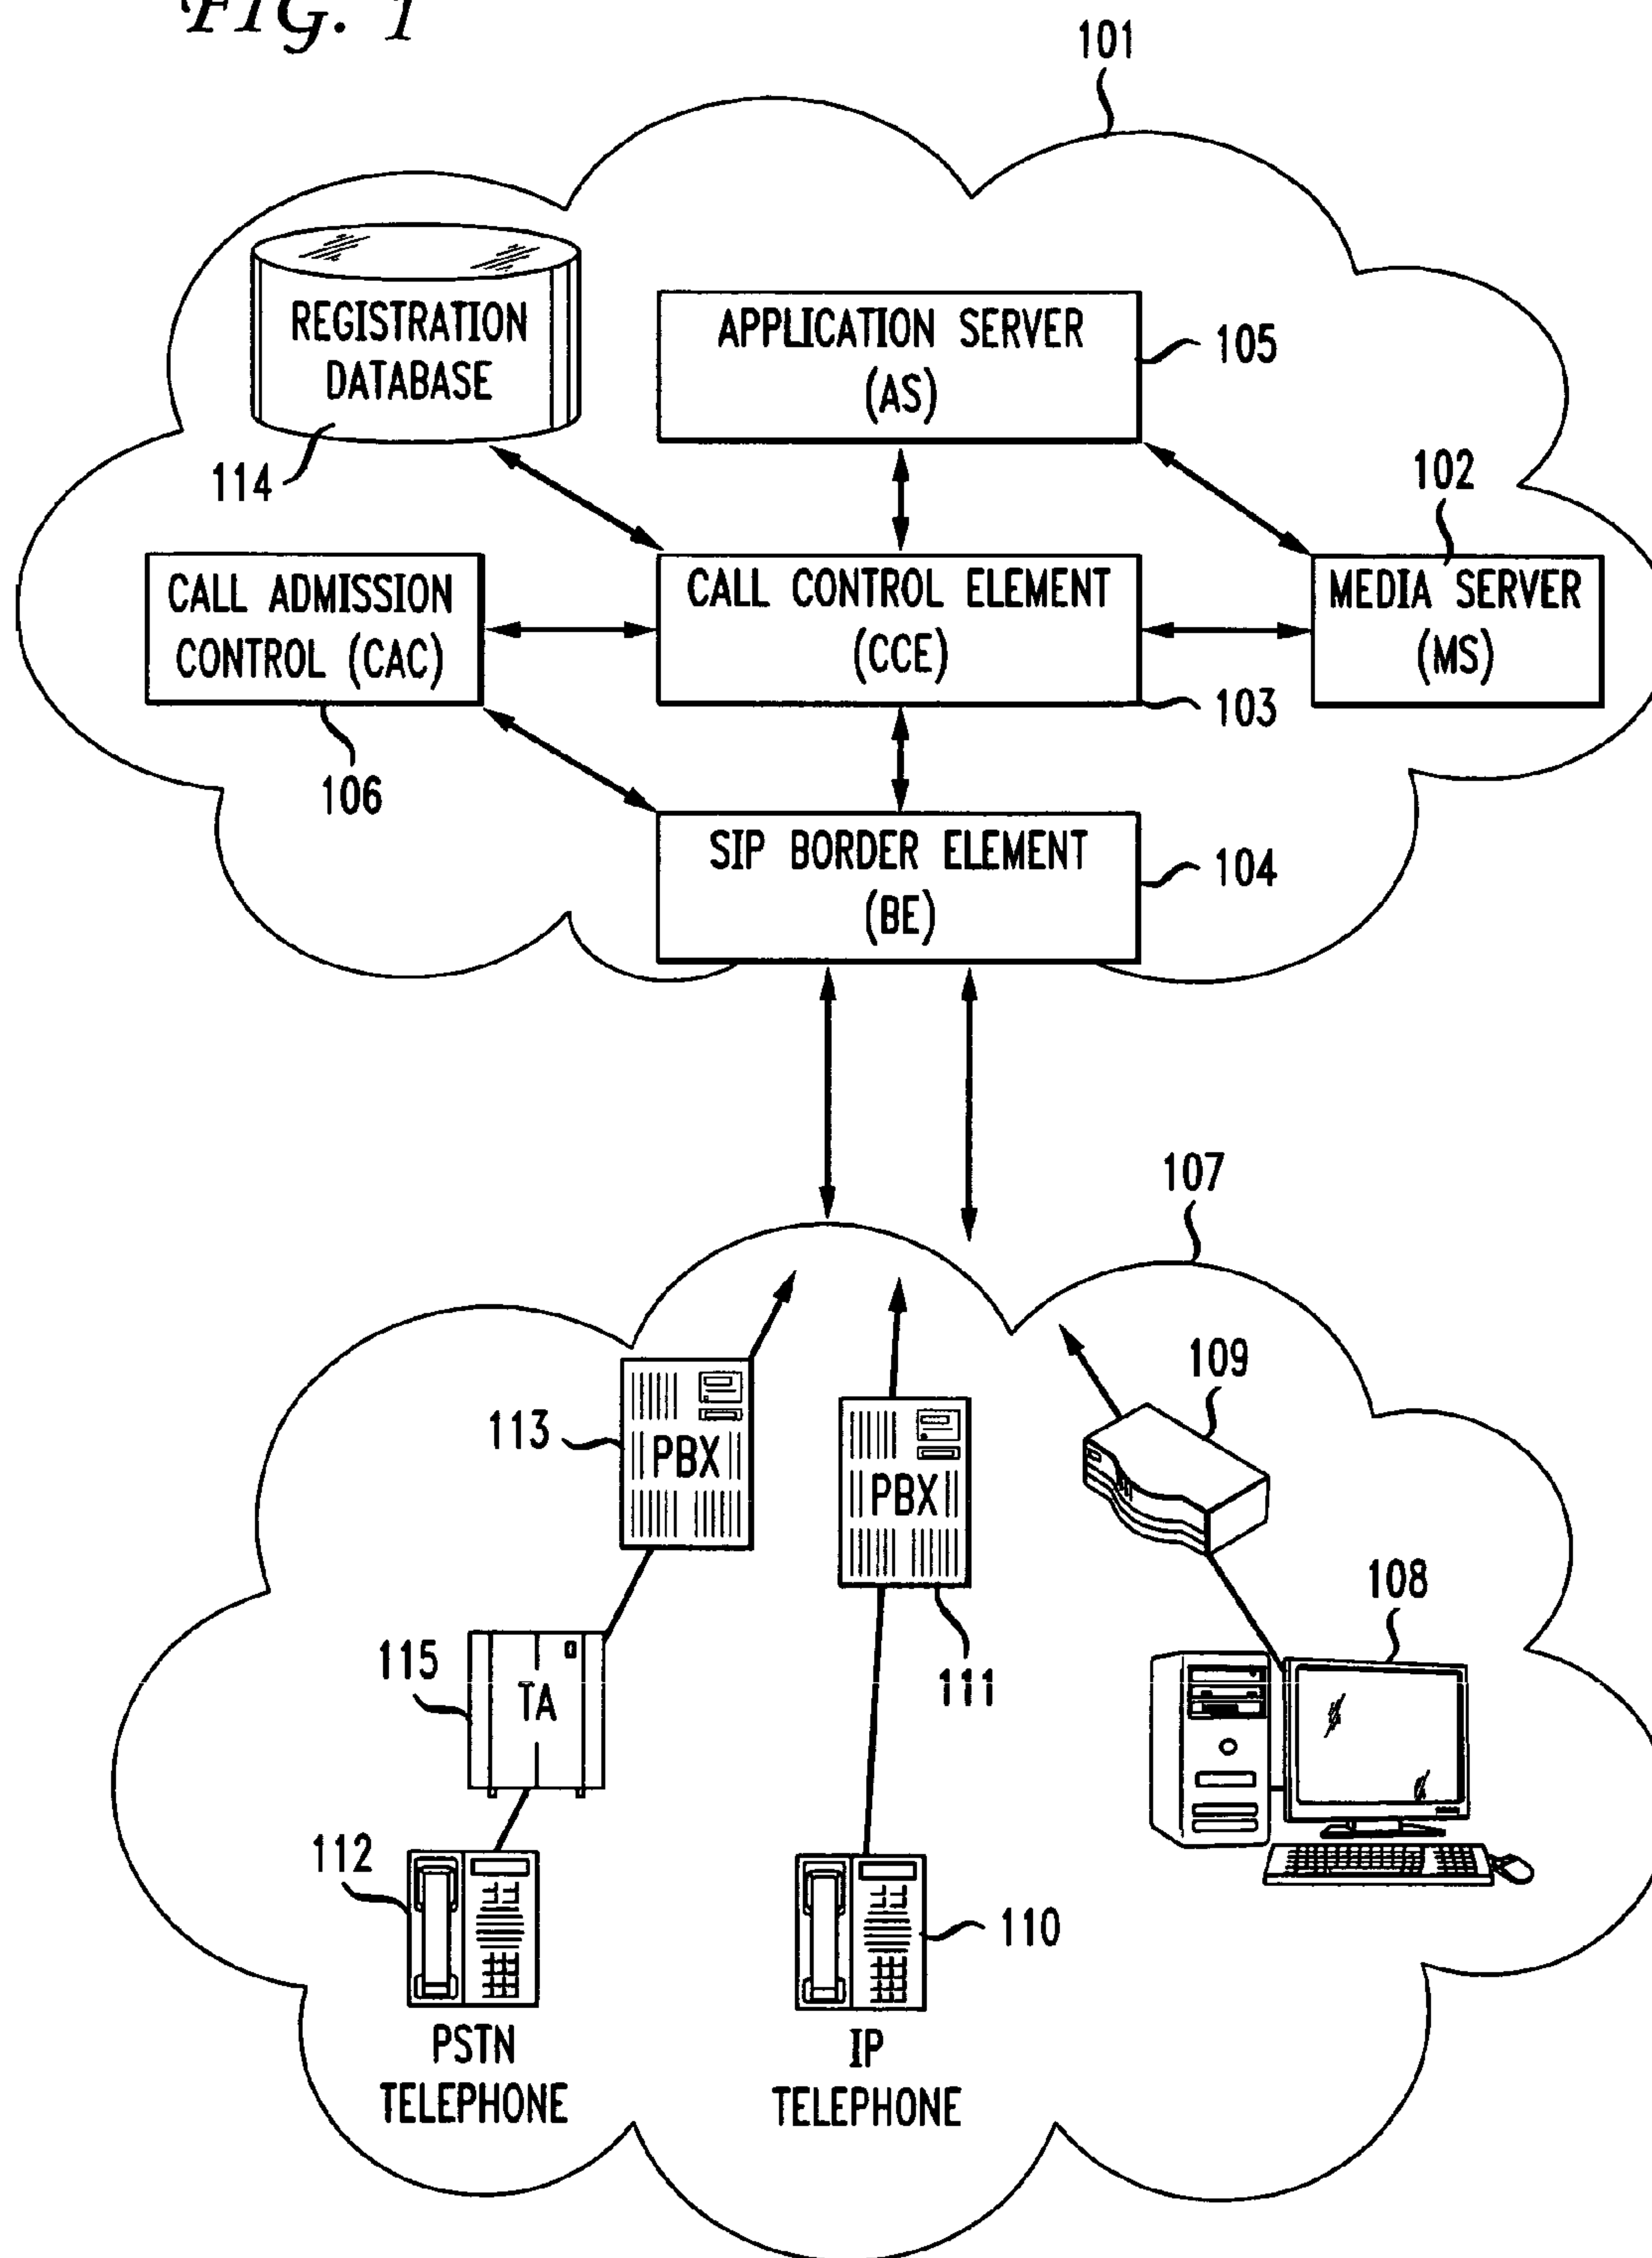 FIG. 1
101
REGISTRATION
DATABASE
114
APPLICATION SERVER
(AS)
105
102
CALL ADMISSION
CONTROL (CAC)
106
CALL CONTROL ELEMENT
(CCE)
103
MEDIA SERVER
(MS)
SIP BORDER ELEMENT
(BE)
104
107
109
113
PBX
PBX
111
108
115
TA
112
110
PSTN
TELEPHONE
IP
TELEPHONE